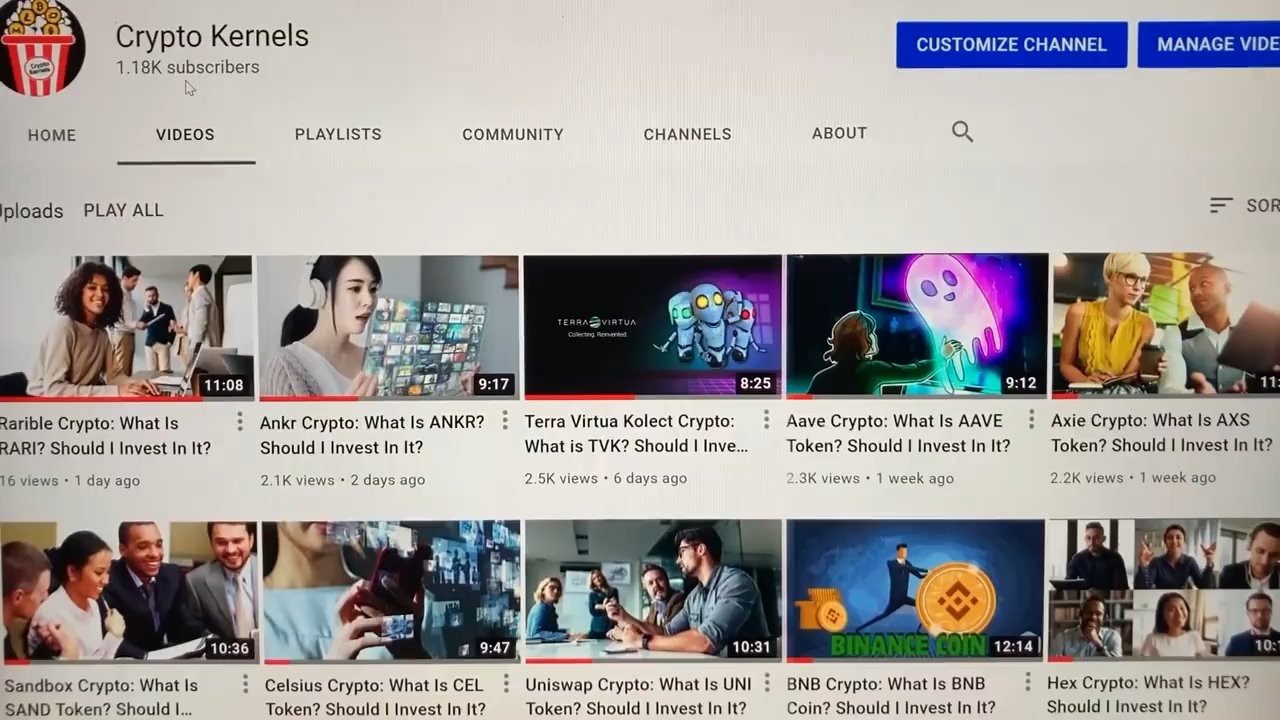 Crypto Kernels
1.18K subscribers
CUSTOMIZE CHANNEL
MANAGE VIDE
HOME
VIDEOS
PLAYLISTS
COMMUNITY
CHANNELS
ABOUT
Uploads
PLAY ALL
SOR
Crypto Kernels
11:08
9:17
TERRA VIRTUA
Collecting. Reinvented.
8:25
9:12
11:
Rarible Crypto: What Is
RARI? Should I Invest In It?
16 views • 1 day ago
Ankr Crypto: What Is ANKR?
Should I Invest In It?
2.1K views • 2 days ago
Terra Virtua Kolect Crypto:
What is TVK? Should I Inve...
2.5K views • 6 days ago
Aave Crypto: What Is AAVE
Token? Should I Invest In It?
2.3K views • 1 week ago
Axie Crypto: What Is AXS
Token? Should I Invest In It?
2.2K views • 1 week ago
10:36
9:47
10:31
BINANCE COIN
12:14
10:
Sandbox Crypto: What Is
SAND Token? Should I...
Celsius Crypto: What Is CEL
Token? Should I Invest In It?
Uniswap Crypto: What Is UNI
Token? Should I Invest In It?
BNB Crypto: What Is BNB
Coin? Should I Invest In It?
Hex Crypto: What Is HEX?
Should I Invest In It?